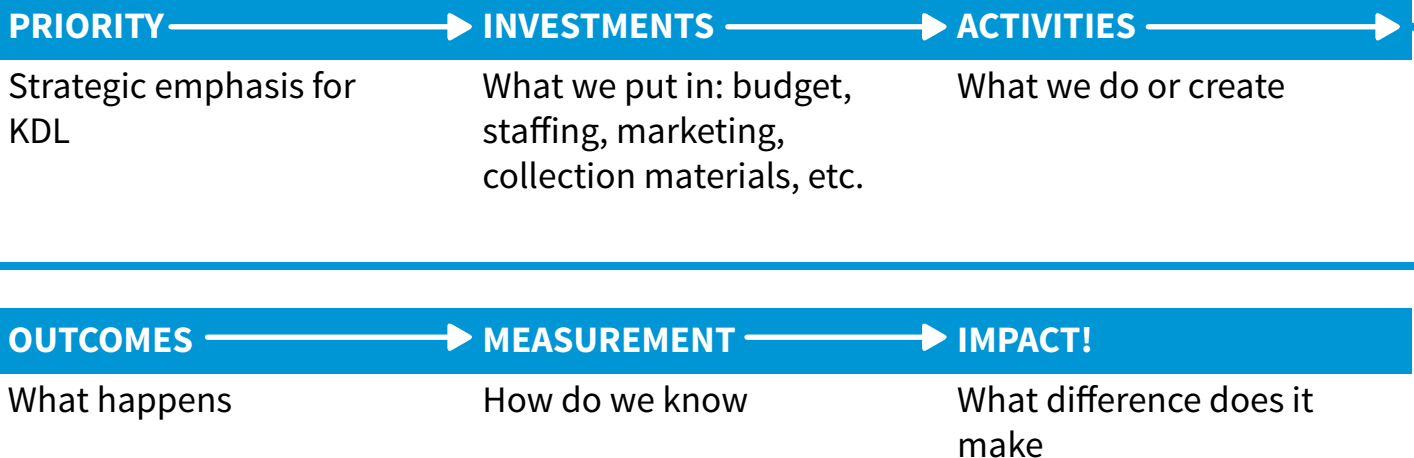 PRIORITY INVESTMENTS ACTIVITIES
Strategic emphasis for
KDL
What we put in: budget,
staffing, marketing,
collection materials, etc.
What we do or create
OUTCOMES MEASUREMENT IMPACT!
What happens
How do we know
What difference does it
make